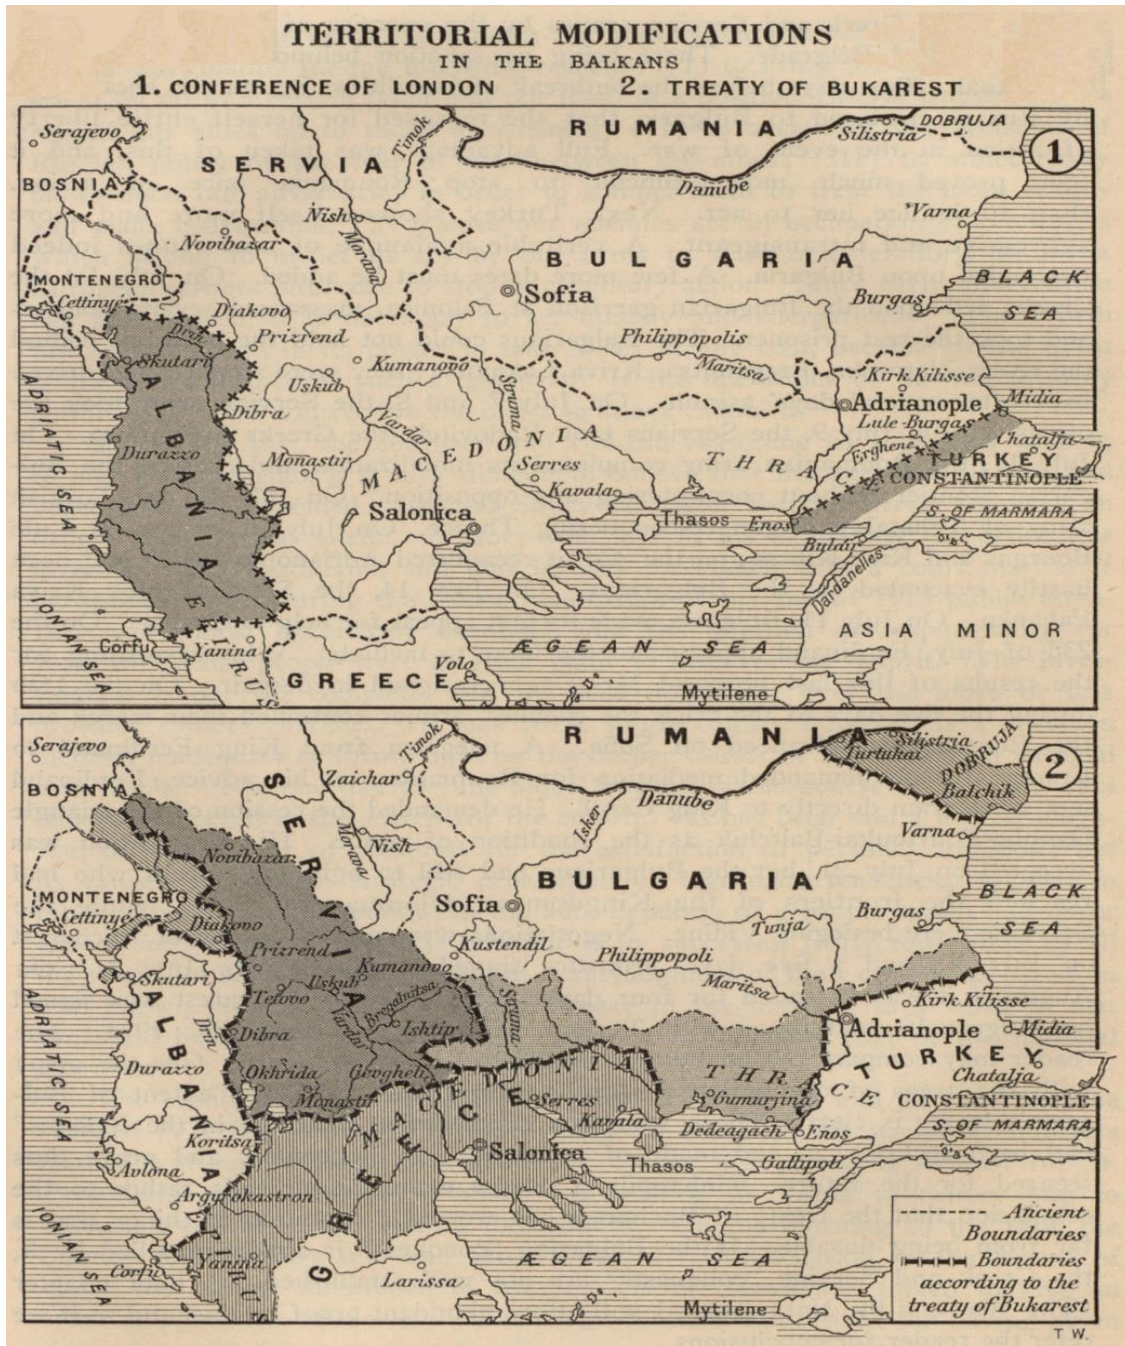 TERRITORIAL MODIFICATIONS
IN THE BALKANS
1. CONFERENCE OF LONDON 2. TREATY OF BUKAREST
1
Serajevo
BOSNIA
SERVIA
Timok
RUMANIA
Silistria
DOBRUJA
Danube
Nish
Morava
Novibazar
Varna
MONTENEGRO
Cettinyé
BULGARIA
Sofia
BLACK
SEA
Burgas
Diakovo
Drin
Prizrend
Skutari
Kumanovo
Uskub
Philippopolis
Maritsa
Struma
Kirk Kilisse
Adrianople
Midia
Lule-Burgas
ADRIATIC SEA
ALBANIA
Dibra
Vardar
Durazzo
Monastir
MACEDONIA
Serres
Kavala
THRACE
Erghene
Chatalja
TURKEY
CONSTANTINOPLE
S. OF MARMARA
Salonica
Thasos
Enos
Bulair
Dardanelles
IONIAN SEA
Corfu
EPIRUS
Yanina
GREECE
Volo
ÆGEAN SEA
ASIA MINOR
Mytilene
2
Serajevo
BOSNIA
SERVIA
Zaichar
Timok
RUMANIA
Turtukai
Silistria
DOBRUJA
Balchik
Danube
Isker
Varna
Morava
Nish
Novibazar
BULGARIA
Sofia
MONTENEGRO
Cettinyé
Diakovo
BLACK
SEA
Burgas
Tunja
Kustendil
Philippopoli
Maritsa
Prizrend
Kumanovo
Skutari
Tetovo
Uskub
Bregalnitsa
Ishtip
Struma
Vardar
Kirk Kilisse
Adrianople
Midia
ADRIATIC SEA
ALBANIA
Drin
Dibra
Durazzo
Okhrida
Gevgheli
Monastir
MACEDONIA
THRACE
TURKEY
Chatalja
CONSTANTINOPLE
S. OF MARMARA
Gumurjina
Serres
Kavala
Dedeagach
Enos
Koritsa
Salonica
Thasos
Gallipoli
Avlona
Argyrokastron
GREECE
IONIAN SEA
Corfu
EPIRUS
Yanina
Larissa
ÆGEAN SEA
Mytilene
Ancient
Boundaries
Boundaries
according to the
treaty of Bukarest
T W.